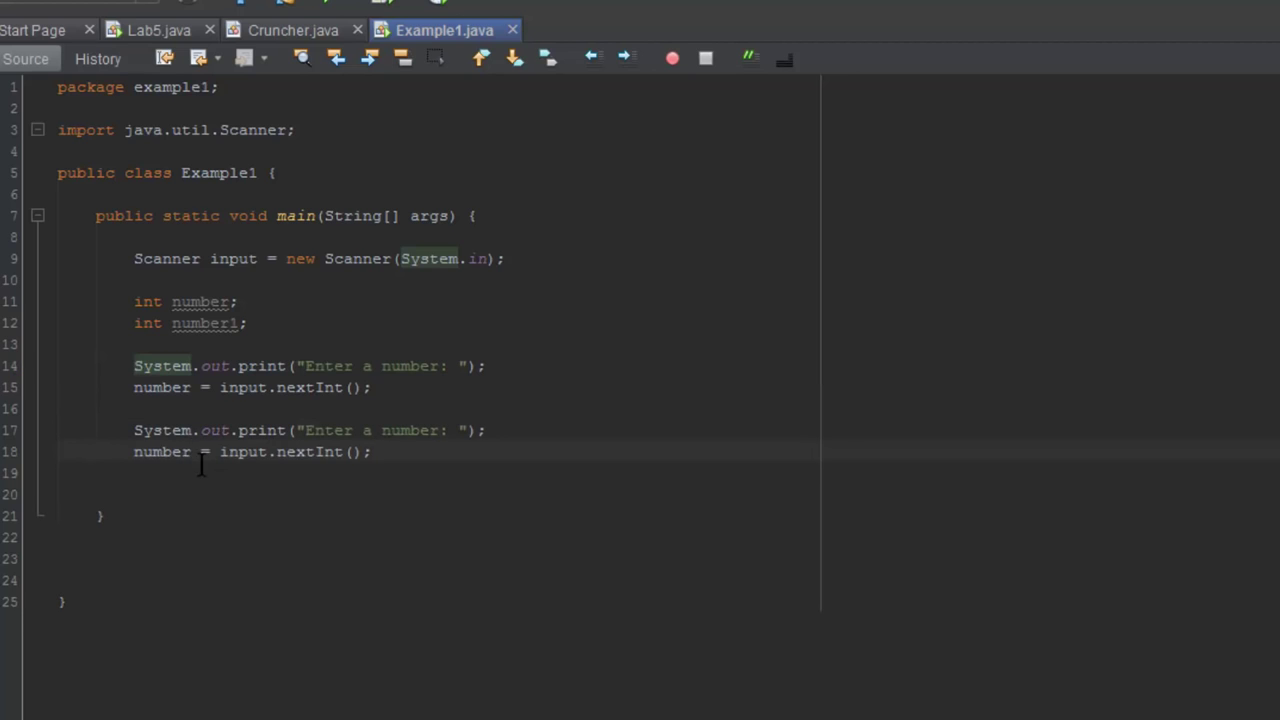 Start Page Lab5.java Cruncher.java Example1.java
Source History
1 package example1;
2
3 import java.util.Scanner;
4
5 public class Example1 {
6
7 public static void main(String[] args) {
8
9 Scanner input = new Scanner(System.in);
10
11 int number;
12 int number1;
13
14 System.out.print("Enter a number: ");
15 number = input.nextInt();
16
17 System.out.print("Enter a number: ");
18 number = input.nextInt();
19
20
21 }
22
23
24
25 }